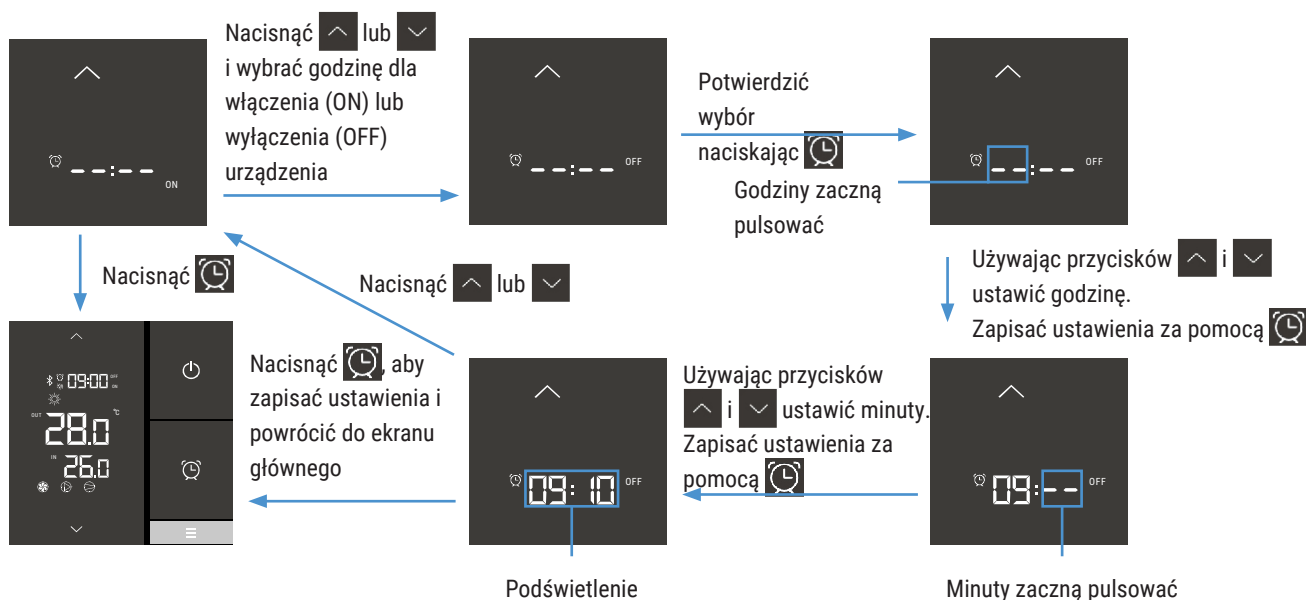 Nacisnąć lub
i wybrać godzinę dla
włączenia (ON) lub
wyłączenia (OFF)
urządzenia
--:--
ON
--:--
OFF
Potwierdzić
wybór
naciskając
Godziny zaczną
pulsować
--:--
OFF
Nacisnąć
Nacisnąć lub
Używając przycisków i
ustawić godzinę.
Zapisać ustawienia za pomocą
09:00
OFF
ON
OUT
28.0
°C
IN
26.0
Nacisnąć , aby
zapisać ustawienia i
powrócić do ekranu
głównego
09:10
OFF
Podświetlenie
Używając przycisków
i ustawić minuty.
Zapisać ustawienia za
pomocą
09:--
OFF
Minuty zaczną pulsować